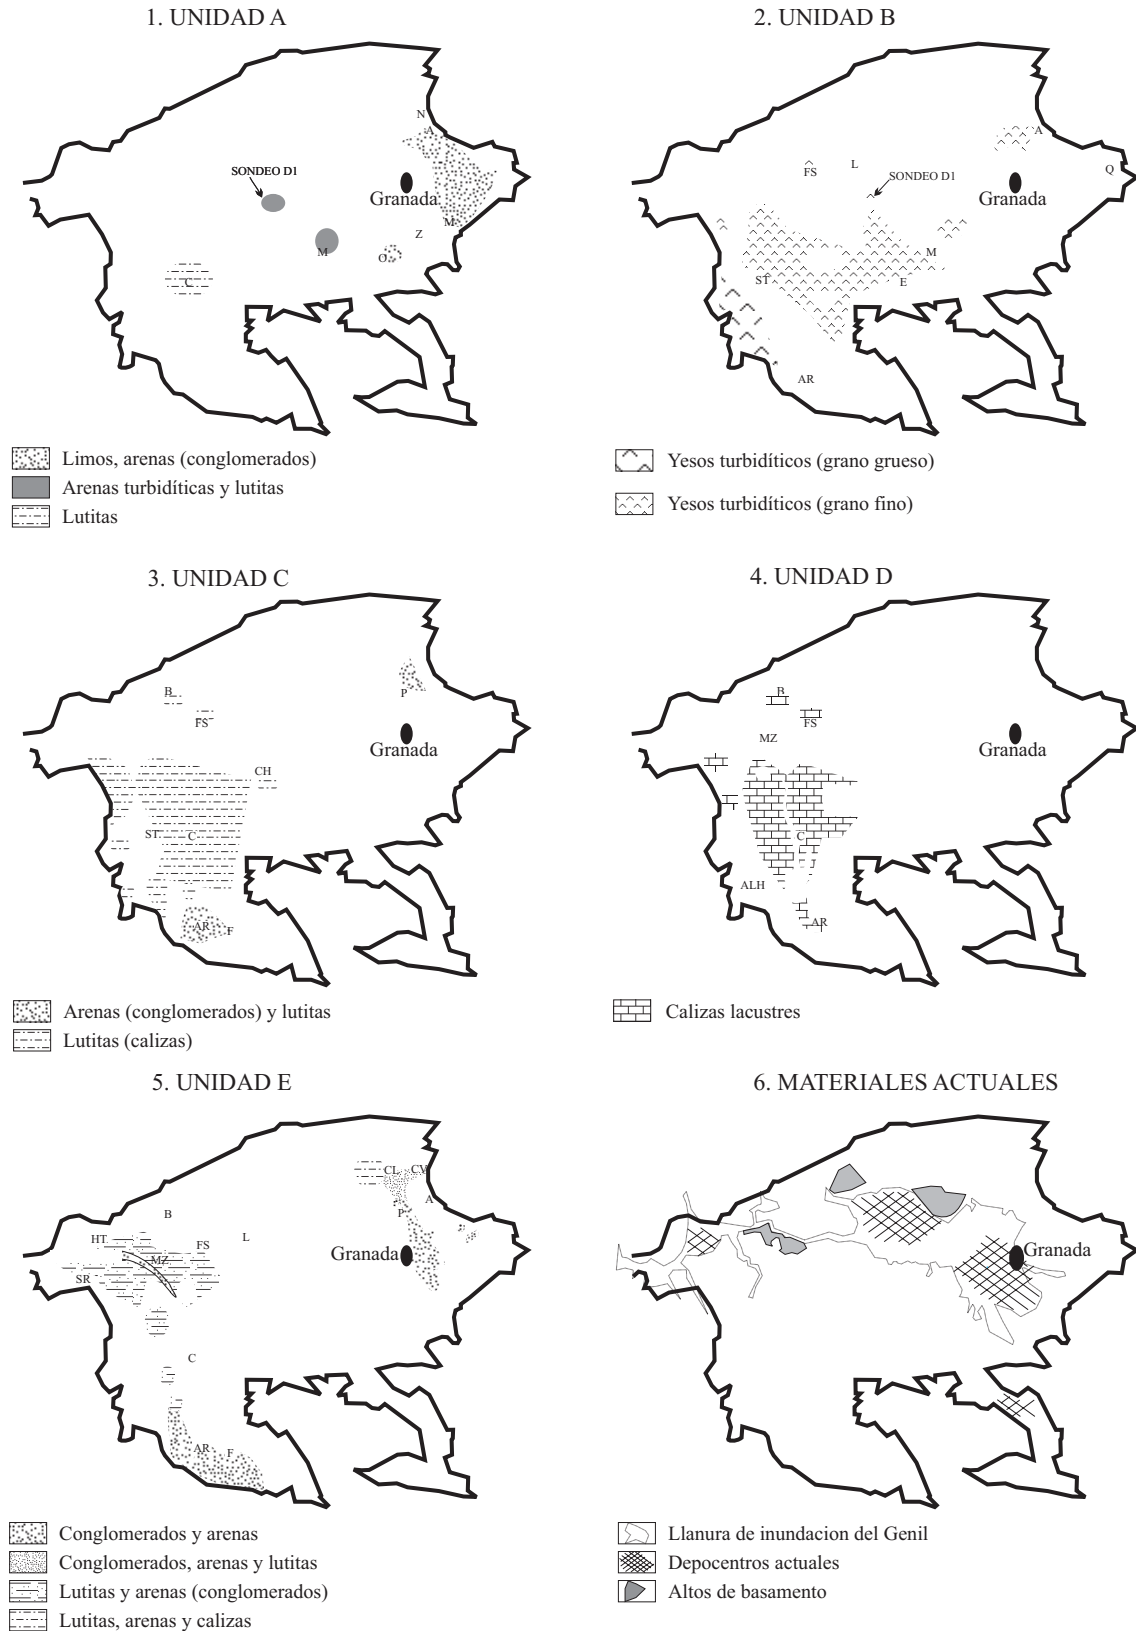 1. UNIDAD A
N
A
SONDEO D1
Granada
M
Z
O
M
C
Limos, arenas (conglomerados)
Arenas turbidíticas y lutitas
Lutitas
2. UNIDAD B
A
L
FS
Q
SONDEO D1
Granada
M
ST
E
AR
Yesos turbidíticos (grano grueso)
Yesos turbidíticos (grano fino)
3. UNIDAD C
B
P
FS
Granada
CH
ST
C
AR
F
Arenas (conglomerados) y lutitas
Lutitas (calizas)
4. UNIDAD D
B
FS
MZ
Granada
C
ALH
AR
Calizas lacustres
5. UNIDAD E
CL
CV
A
B
P
HT
FS
L
Granada
MZ
SR
C
AR
F
Conglomerados y arenas
Conglomerados, arenas y lutitas
Lutitas y arenas (conglomerados)
Lutitas, arenas y calizas
6. MATERIALES ACTUALES
Granada
Llanura de inundacion del Genil
Depocentros actuales
Altos de basamento